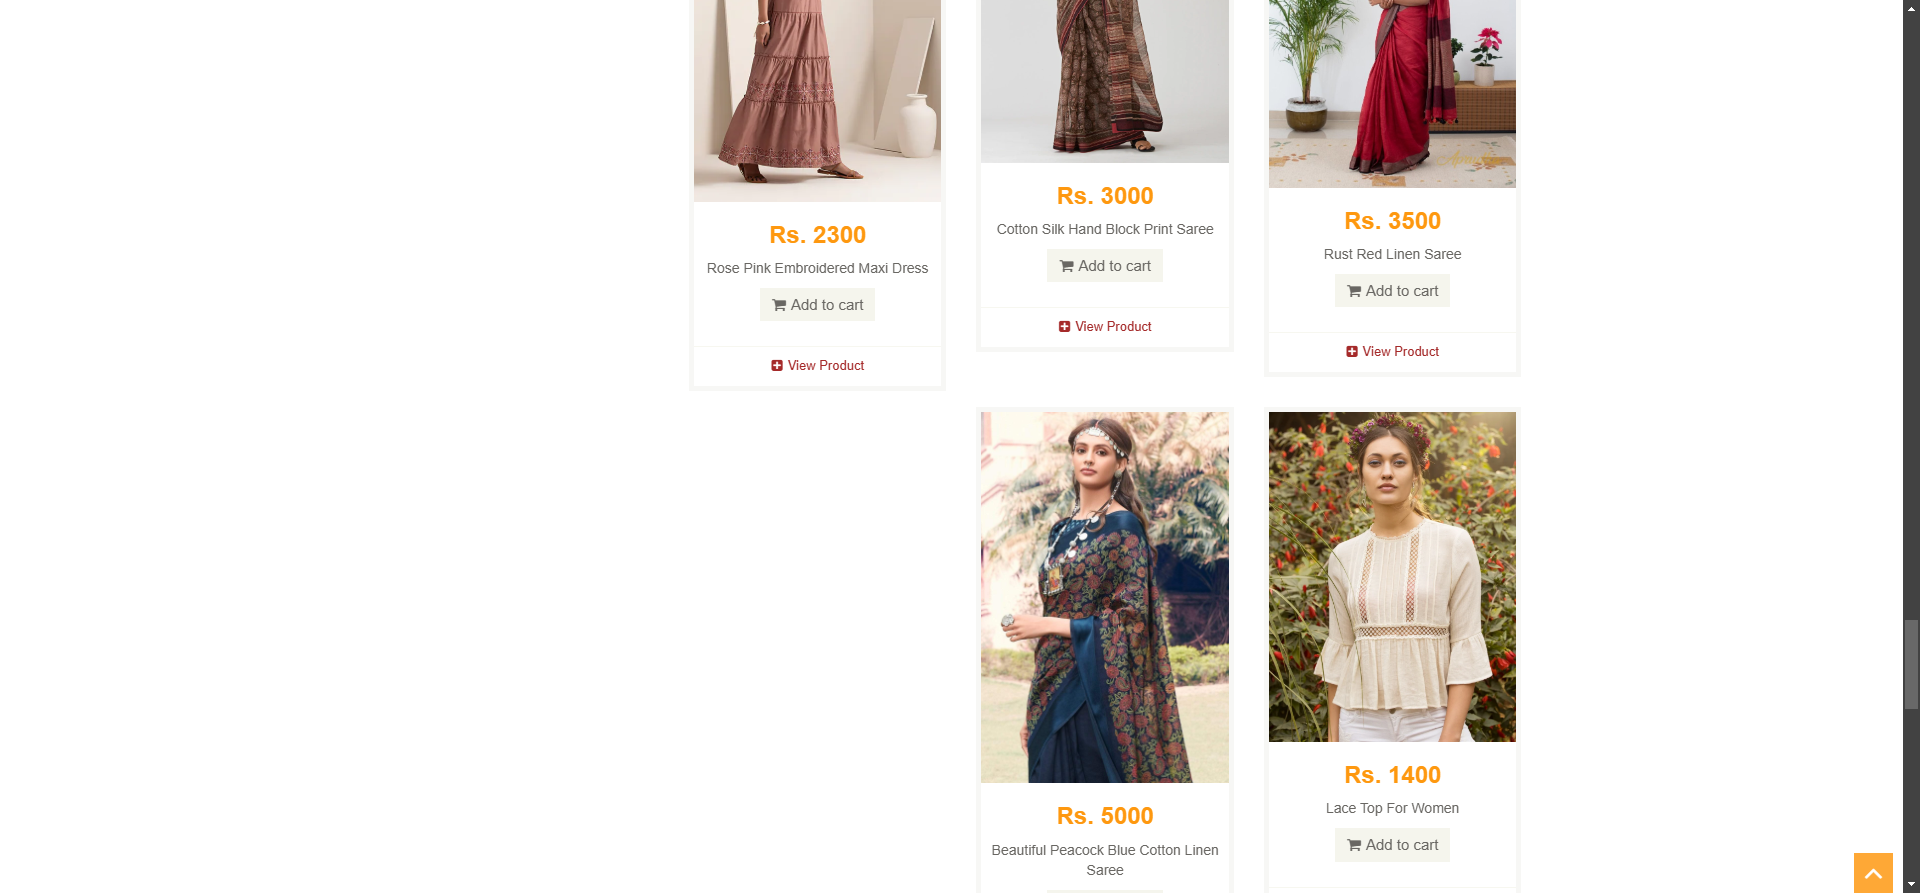 Rs. 2300
Rose Pink Embroidered Maxi Dress
Add to cart
View Product
Rs. 3000
Cotton Silk Hand Block Print Saree
Add to cart
View Product
Rs. 3500
Rust Red Linen Saree
Add to cart
View Product
Rs. 5000
Beautiful Peacock Blue Cotton Linen
Saree
Rs. 1400
Lace Top For Women
Add to cart